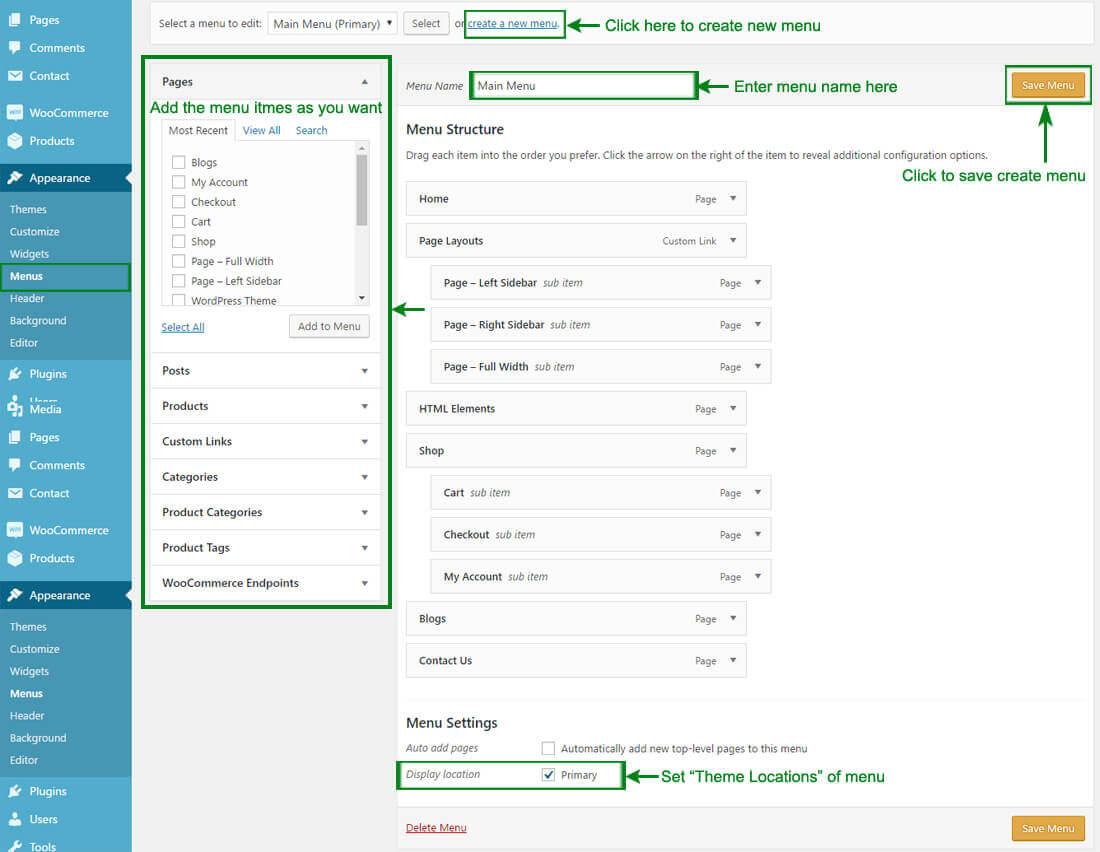 Pages
Comments
Contact
WooCommerce
Products
Appearance
Themes
Customize
Widgets
Menus
Header
Background
Editor
Plugins
Users
Media
Pages
Comments
Contact
WooCommerce
Products
Appearance
Themes
Customize
Widgets
Menus
Header
Background
Editor
Plugins
Users
Tools
Select a menu to edit: Main Menu (Primary) Select or create a new menu. Click here to create new menu
Pages
Add the menu itmes as you want
Most Recent View All Search
Blogs
My Account
Checkout
Cart
Shop
Page – Full Width
Page – Left Sidebar
WordPress Theme
Select All Add to Menu
Posts
Products
Custom Links
Categories
Product Categories
Product Tags
WooCommerce Endpoints
Menu Name Main Menu Enter menu name here Save Menu
Click to save create menu
Menu Structure
Drag each item into the order you prefer. Click the arrow on the right of the item to reveal additional configuration options.
Home Page
Page Layouts Custom Link
Page – Left Sidebar sub item Page
Page – Right Sidebar sub item Page
Page – Full Width sub item Page
HTML Elements Page
Shop Page
Cart sub item Page
Checkout sub item Page
My Account sub item Page
Blogs Page
Contact Us Page
Menu Settings
Auto add pages Automatically add new top-level pages to this menu
Display location Primary Set “Theme Locations” of menu
Delete Menu Save Menu